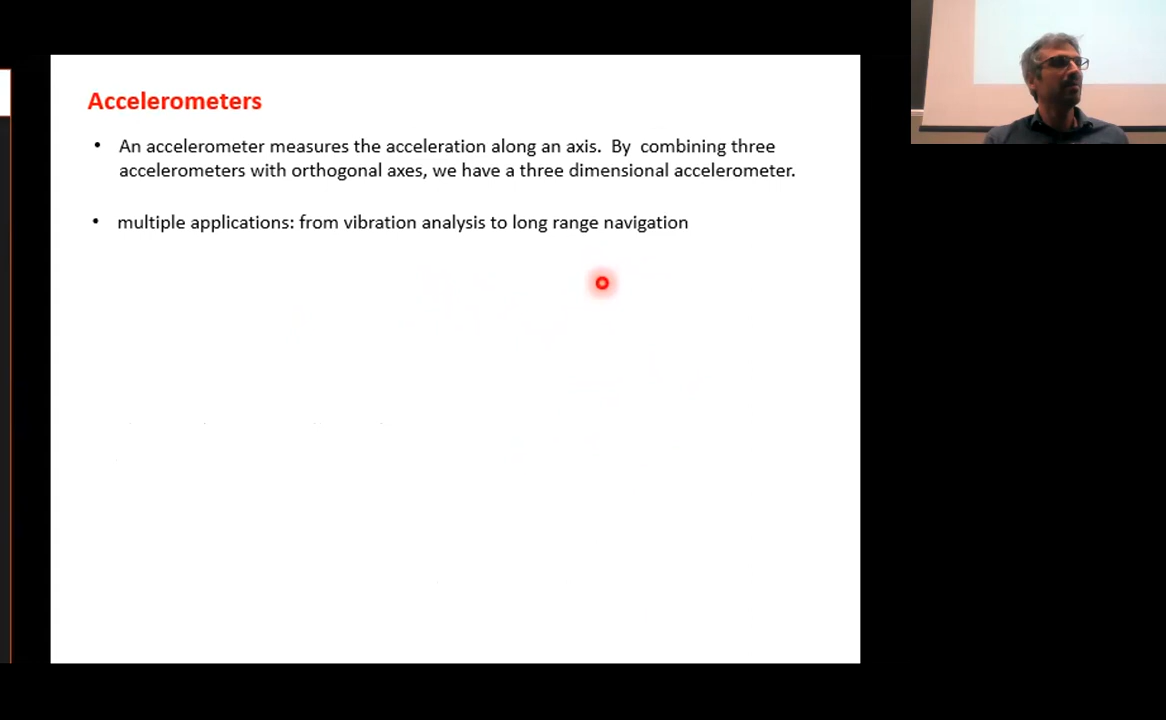 Accelerometers
• An accelerometer measures the acceleration along an axis. By combining three
accelerometers with orthogonal axes, we have a three dimensional accelerometer.
• multiple applications: from vibration analysis to long range navigation